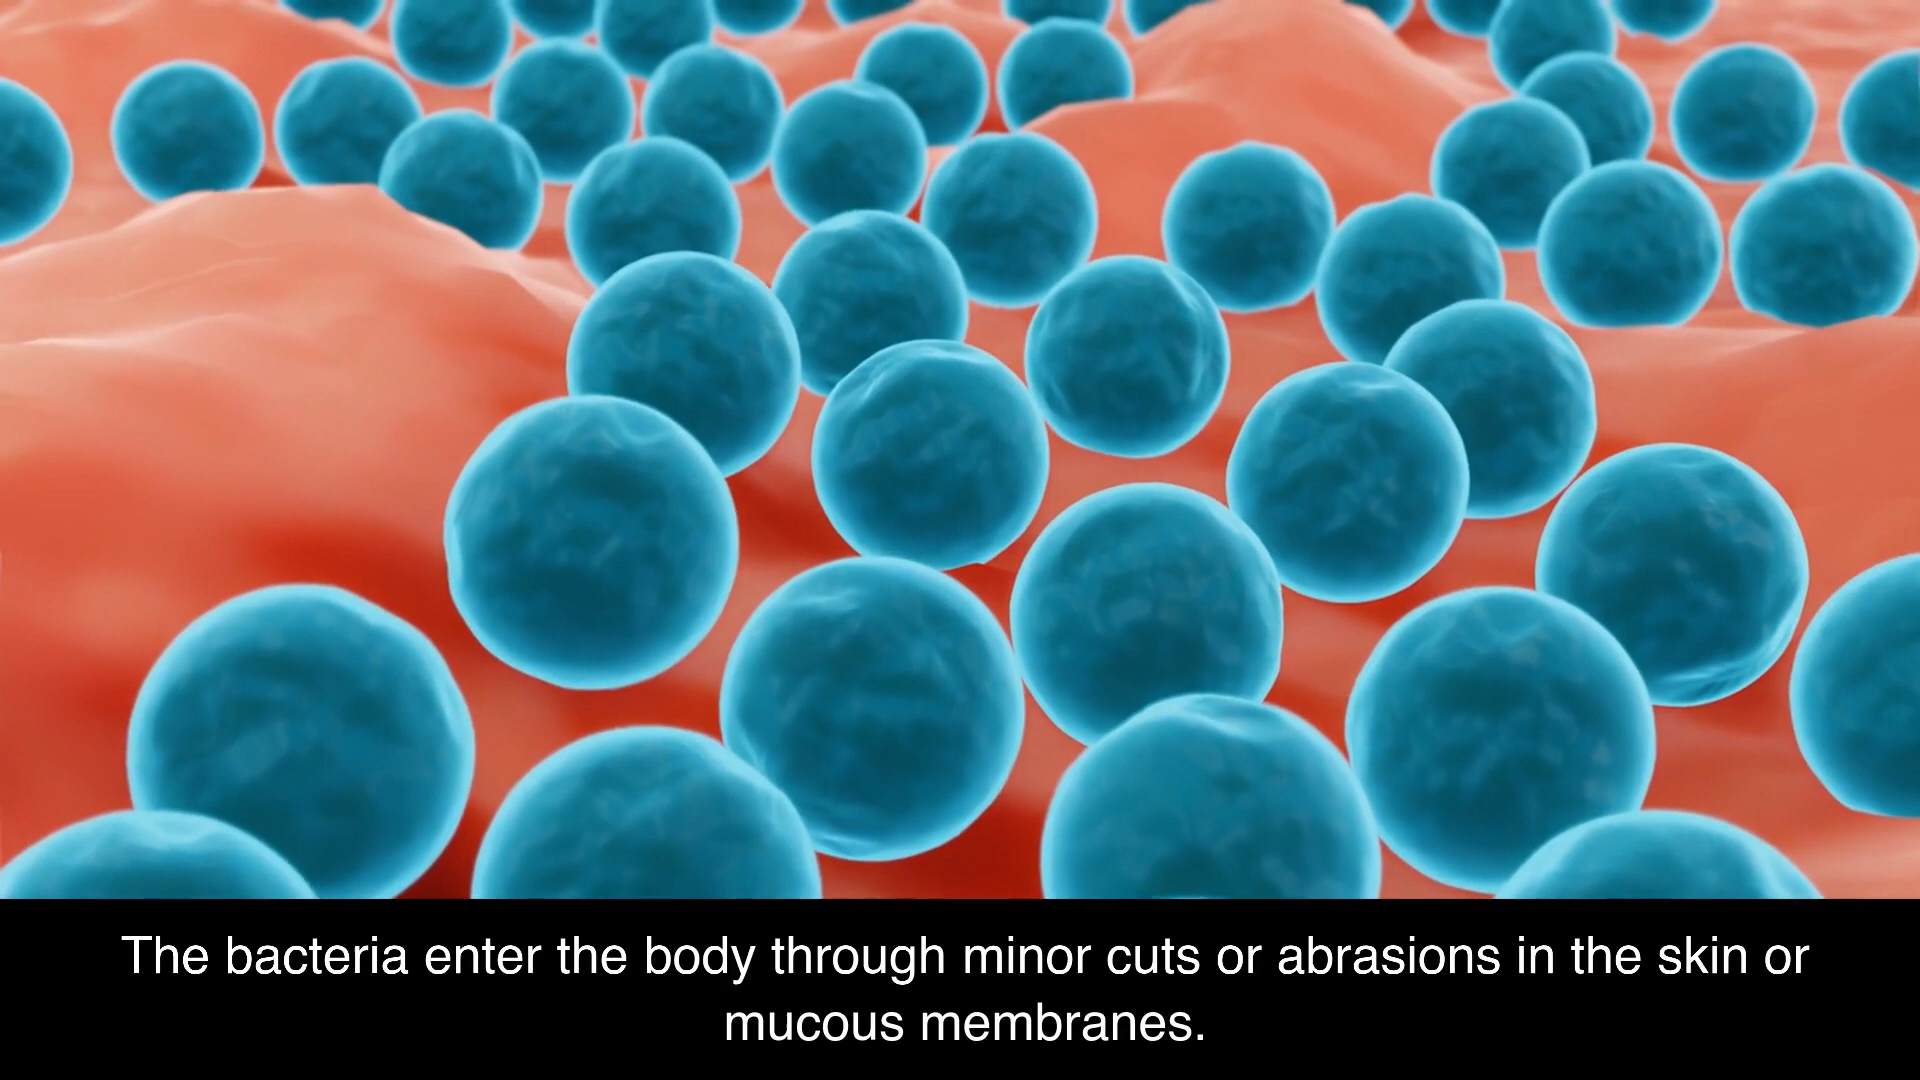 The bacteria enter the body through minor cuts or abrasions in the skin or
mucous membranes.